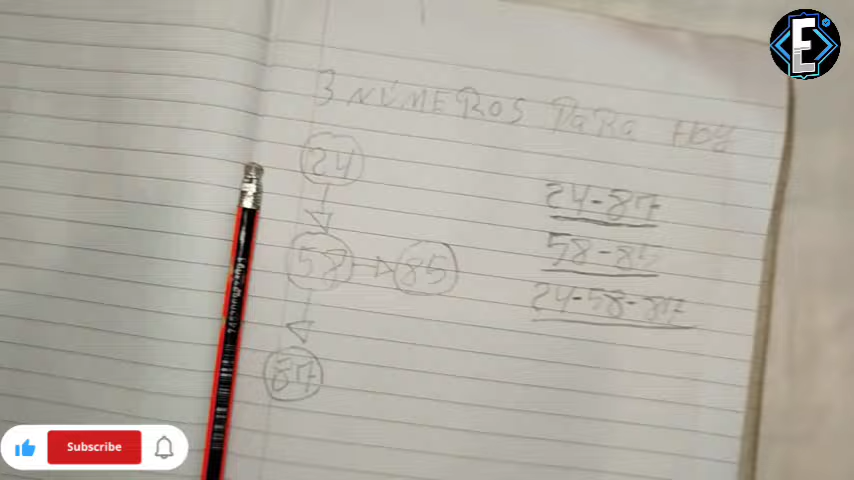 3 NÚMEROS PARA HOY
24
24-87
58-85
58 85
24-58-87
87
Subscribe
E